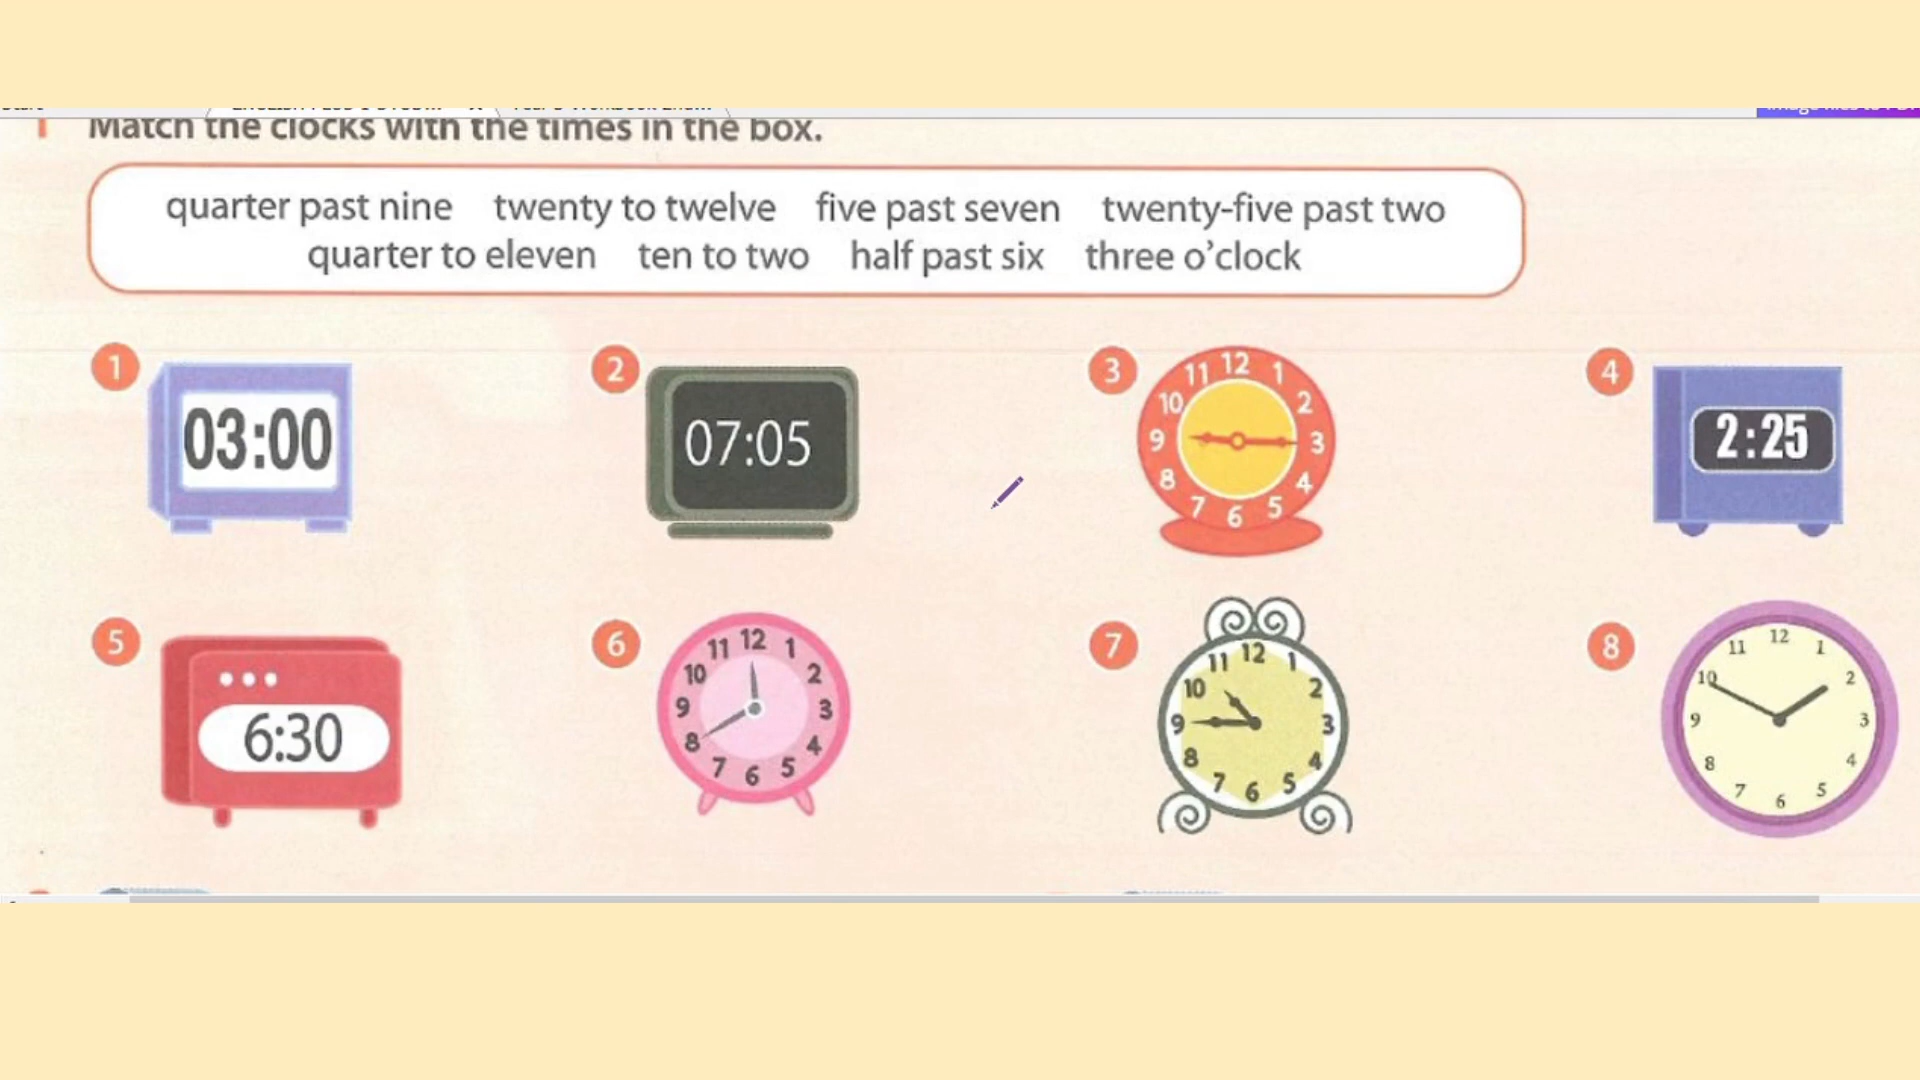 1 Match the clocks with the times in the box.
quarter past nine twenty to twelve five past seven twenty-five past two
quarter to eleven ten to two half past six three o’clock
1 2 3 4
03:00
07:05
11 12 1
10 2
9 3
8 4
7 6 5
2:25
5 6 7 8
6:30
11 12 1
10 2
9 3
8 4
7 6 5
11 12 1
10 2
9 3
8 4
7 6 5
11 12 1
10 2
9 3
8 4
7 6 5